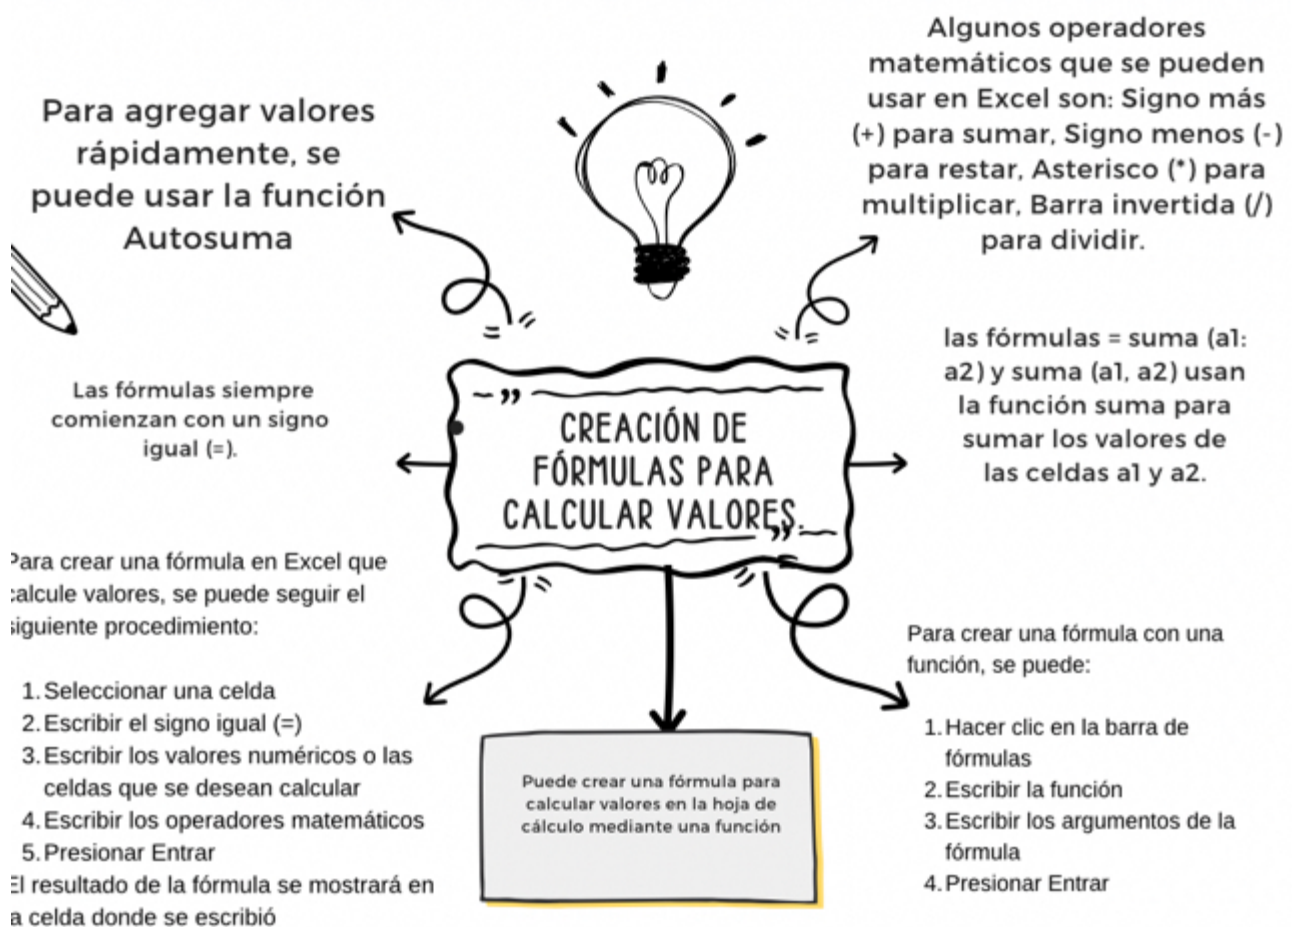 Para agregar valores
rápidamente, se
puede usar la función
Autosuma
Algunos operadores
matemáticos que se pueden
usar en Excel son: Signo más
(+) para sumar, Signo menos (-)
para restar, Asterisco (*) para
multiplicar, Barra invertida (/)
para dividir.
Las fórmulas siempre
comienzan con un signo
igual (=).
CREACIÓN DE
FÓRMULAS PARA
CALCULAR VALORES.
las fórmulas = suma (a1:
a2) y suma (a1, a2) usan
la función suma para
sumar los valores de
las celdas a1 y a2.
Para crear una fórmula en Excel que
calcule valores, se puede seguir el
siguiente procedimiento:
1. Seleccionar una celda
2. Escribir el signo igual (=)
3. Escribir los valores numéricos o las
celdas que se desean calcular
4. Escribir los operadores matemáticos
5. Presionar Entrar
El resultado de la fórmula se mostrará en
la celda donde se escribió
Puede crear una fórmula para
calcular valores en la hoja de
cálculo mediante una función
Para crear una fórmula con una
función, se puede:
1. Hacer clic en la barra de
fórmulas
2. Escribir la función
3. Escribir los argumentos de la
fórmula
4. Presionar Entrar